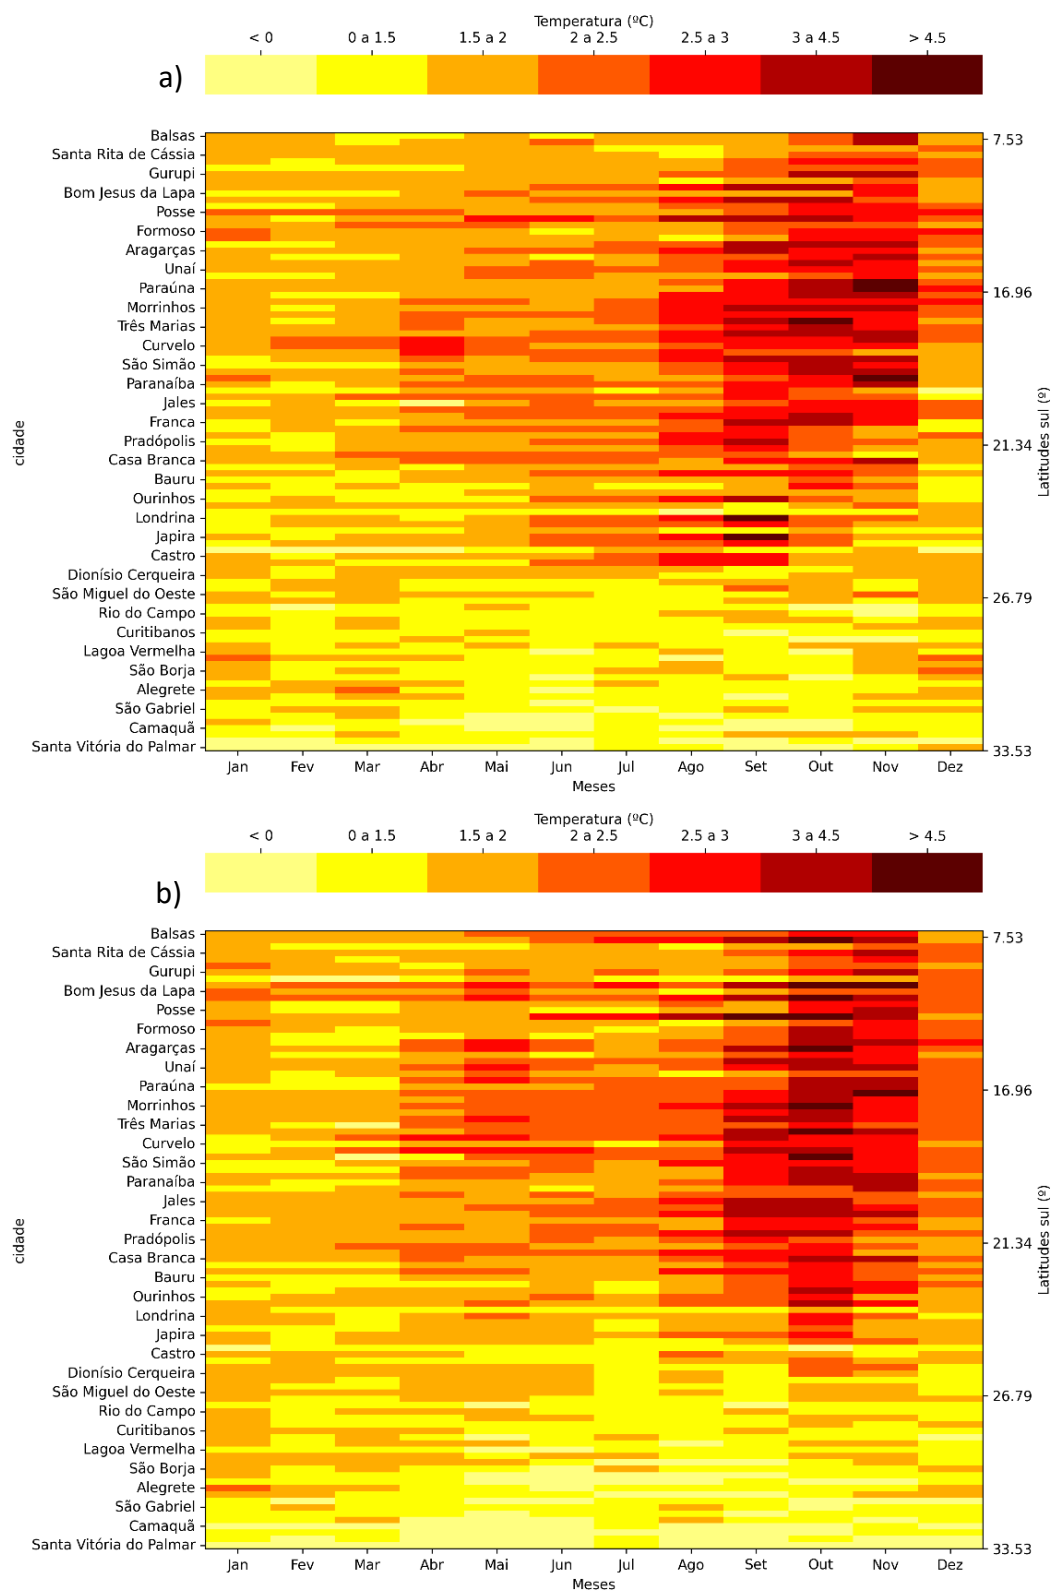 Temperatura (ºC)
< 0 0 a 1.5 1.5 a 2 2 a 2.5 2.5 a 3 3 a 4.5 > 4.5
a)
Balsas
Santa Rita de Cássia
Gurupi
Bom Jesus da Lapa
Posse
Formoso
Aragarças
Unaí
Paraúna
Morrinhos
Três Marias
Curvelo
São Simão
Paranaíba
Jales
Franca
Pradópolis
Casa Branca
Bauru
Ourinhos
Londrina
Japira
Castro
Dionísio Cerqueira
São Miguel do Oeste
Rio do Campo
Curitibanos
Lagoa Vermelha
São Borja
Alegrete
São Gabriel
Camaquã
Santa Vitória do Palmar
cidade
7.53
16.96
21.34
26.79
33.53
Latitudes sul (º)
Jan Fev Mar Abr Mai Jun Jul Ago Set Out Nov Dez
Meses
Temperatura (ºC)
< 0 0 a 1.5 1.5 a 2 2 a 2.5 2.5 a 3 3 a 4.5 > 4.5
b)
Balsas
Santa Rita de Cássia
Gurupi
Bom Jesus da Lapa
Posse
Formoso
Aragarças
Unaí
Paraúna
Morrinhos
Três Marias
Curvelo
São Simão
Paranaíba
Jales
Franca
Pradópolis
Casa Branca
Bauru
Ourinhos
Londrina
Japira
Castro
Dionísio Cerqueira
São Miguel do Oeste
Rio do Campo
Curitibanos
Lagoa Vermelha
São Borja
Alegrete
São Gabriel
Camaquã
Santa Vitória do Palmar
cidade
7.53
16.96
21.34
26.79
33.53
Latitudes sul (º)
Jan Fev Mar Abr Mai Jun Jul Ago Set Out Nov Dez
Meses